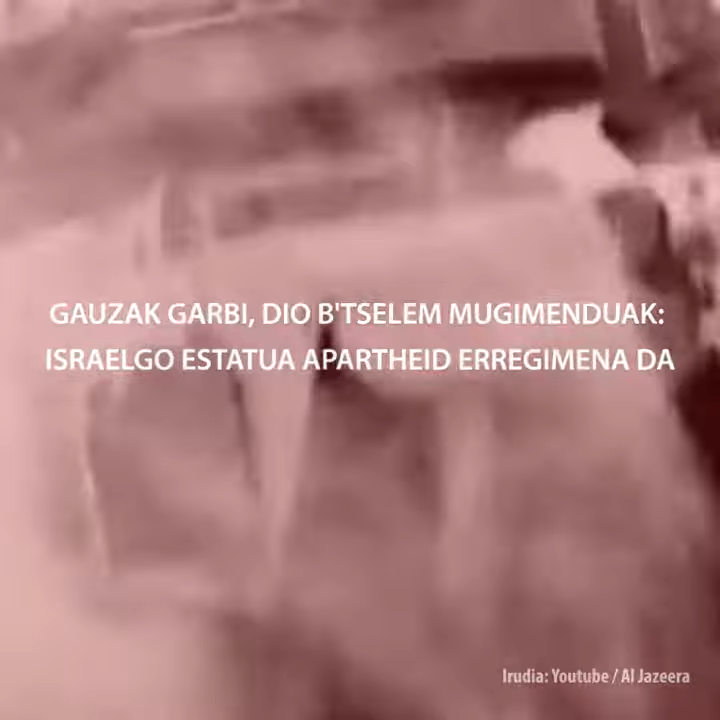 GAUZAK GARBI, DIO B'TSELEM MUGIMENDUAK:
ISRAELGO ESTATUA APARTHEID ERREGIMENA DA
Irudia: Youtube / Al Jazeera